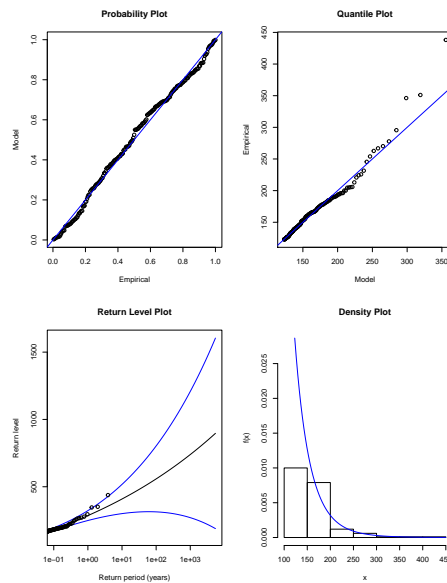 Probability Plot
Model
0.0 0.2 0.4 0.6 0.8 1.0
0.0 0.2 0.4 0.6 0.8 1.0
Empirical
Quantile Plot
Empirical
150 200 250 300 350 400 450
150 200 250 300 350
Model
Return Level Plot
Return level
500 1000 1500
1e-01 1e+00 1e+01 1e+02 1e+03
Return period (years)
Density Plot
f(x)
0.000 0.005 0.010 0.015 0.020 0.025
100 150 200 250 300 350 400 450
x